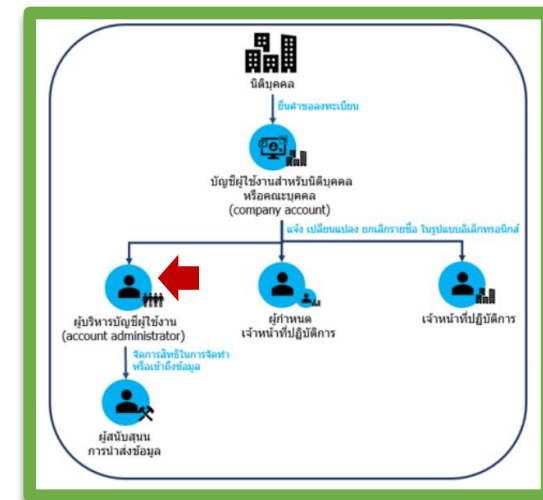 นิติบุคคล
ยื่นคำขอลงทะเบียน
บัญชีผู้ใช้งานสำหรับนิติบุคคล
หรือคณะบุคคล
(company account)
แจ้ง เปลี่ยนแปลง ยกเลิกรายชื่อ ในรูปแบบอิเล็กทรอนิกส์
ผู้บริหารบัญชีผู้ใช้งาน
(account administrator)
ผู้กำหนด
เจ้าหน้าที่ปฏิบัติการ
เจ้าหน้าที่ปฏิบัติการ
จัดการสิทธิในการจัดทำ
หรือเข้าถึงข้อมูล
ผู้สนับสนุน
การนำส่งข้อมูล